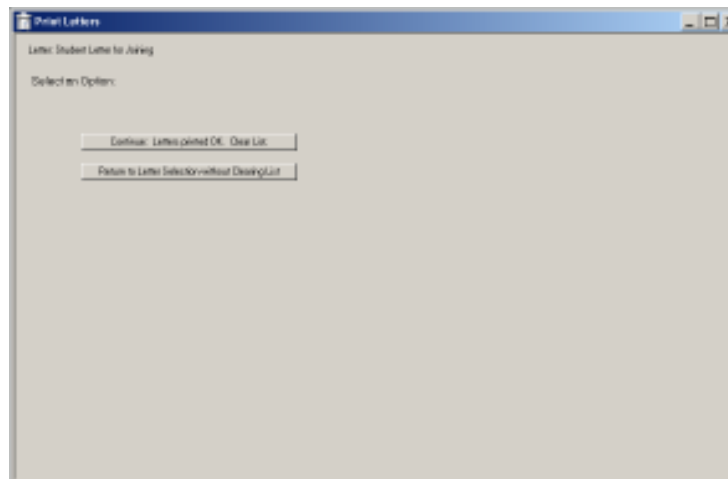 Print Letters
Letter: Student Letter for Joining
Select an Option:
Continue: Letters printed OK. Clear List.
Return to Letter Selection without Clearing List